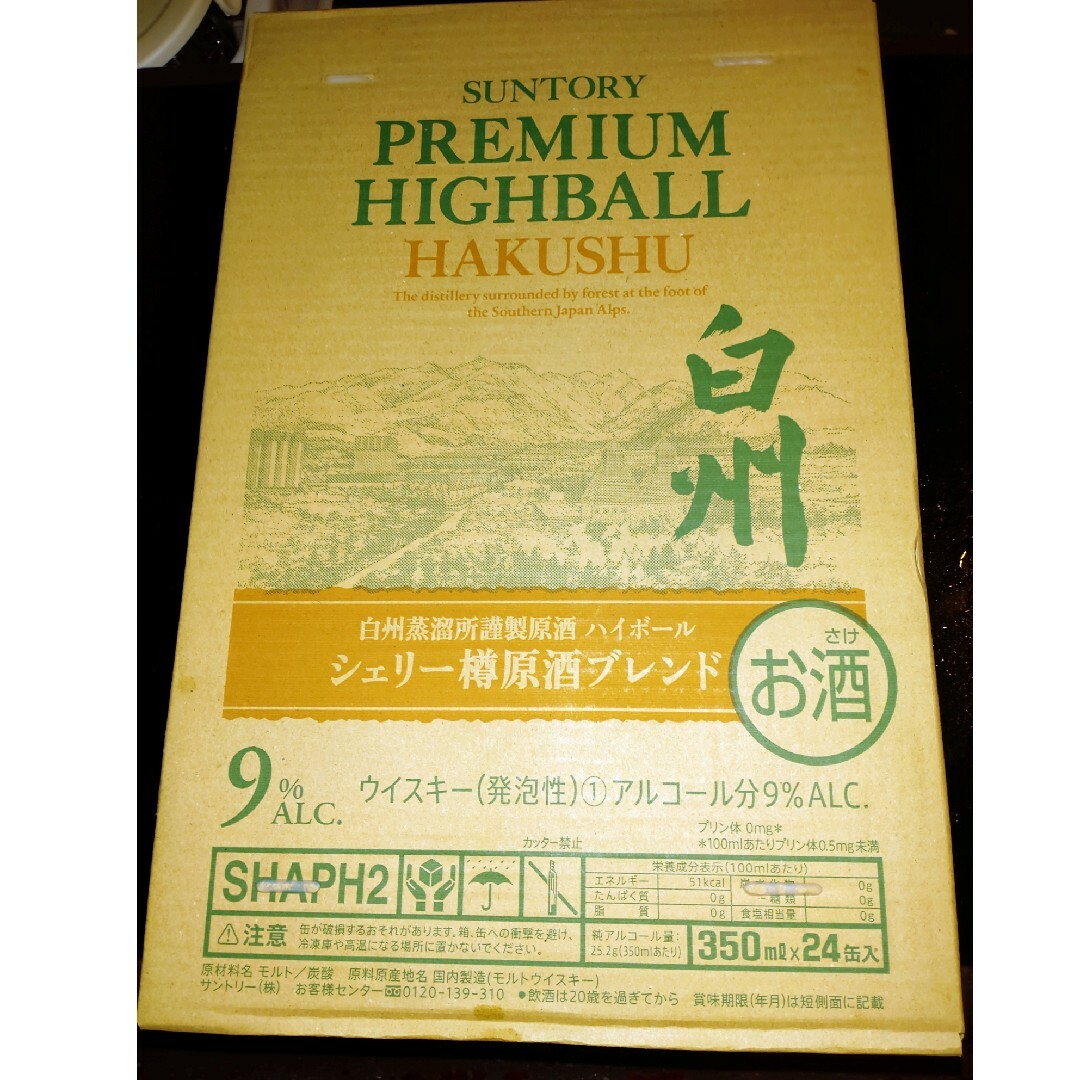 SUNTORY
PREMIUM
HIGHBALL
HAKUSHU
The distillery surrounded by forest at the foot of
the Southern Japan Alps.
白州
白州蒸溜所謹製原酒 ハイボール
シェリー樽原酒ブレンド
さけ
お酒
9% ALC.
ウイスキー(発泡性)①アルコール分9%ALC.
プリン体 0mg*
*100mlあたりプリン体0.5mg未満
カッター禁止
SHAPH2
栄養成分表示(100mlあたり)
エネルギー 51kcal 炭水化物 0g
たんぱく質 0g -糖類 0g
脂質 0g 食塩相当量 0g
注意 缶が破損するおそれがあります。箱、缶への衝撃を避け、
冷凍庫や高温になる場所に置かないでください。
純アルコール量:
25.2g(350mlあたり)
350ml×24缶入
原材料名 モルト/炭酸 原料原産地名 国内製造(モルトウイスキー)
サントリー(株) お客様センター 0120-139-310 ●飲酒は20歳を過ぎてから 賞味期限(年月)は短側面に記載